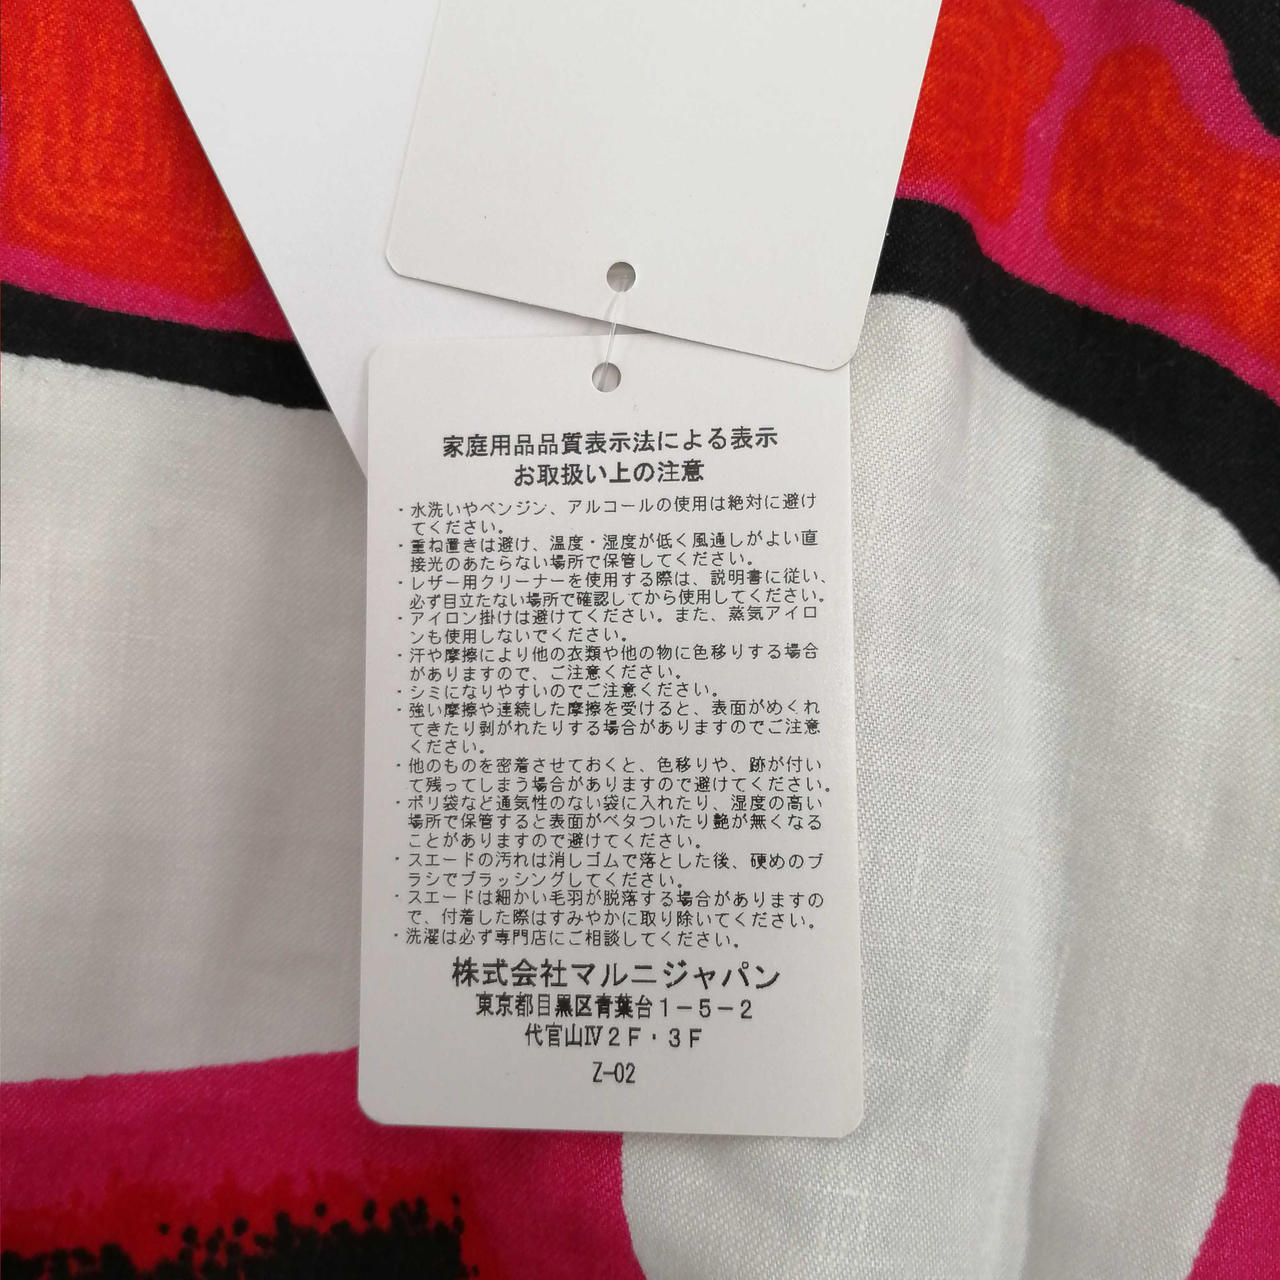 家庭用品品質表示法による表示
お取扱い上の注意
・水洗いやベンジン、アルコールの使用は絶対に避け
てください。
・重ね置きは避け、温度・湿度が低く風通しがよい直
接光のあたらない場所で保管してください。
・レザー用クリーナーを使用する際は、説明書に従い、
必ず目立たない場所で確認してから使用してください。
・アイロン掛けは避けてください。また、蒸気アイロ
ンも使用しないでください。
・汗や摩擦により他の衣類や他の物に色移りする場合
がありますので、ご注意ください。
・シミになりやすいのでご注意ください。
・強い摩擦や連続した摩擦を受けると、表面がめくれ
てきたり剥がれたりする場合がありますのでご注意
ください。
・他のものを密着させておくと、色移りや、跡が付い
て残ってしまう場合がありますので避けてください。
・ポリ袋など通気性のない袋に入れたり、湿度の高い
場所で保管すると表面がベタついたり艶が無くなる
ことがありますので避けてください。
・スエードの汚れは消しゴムで落とした後、硬めのブ
ラシでブラッシングしてください。
・スエードは細かい毛羽が脱落する場合がありますの
で、付着した際はすみやかに取り除いてください。
・洗濯は必ず専門店にご相談してください。
株式会社マルニジャパン
東京都目黒区青葉台1－5－2
代官山Ⅳ2F・3F
Z-02